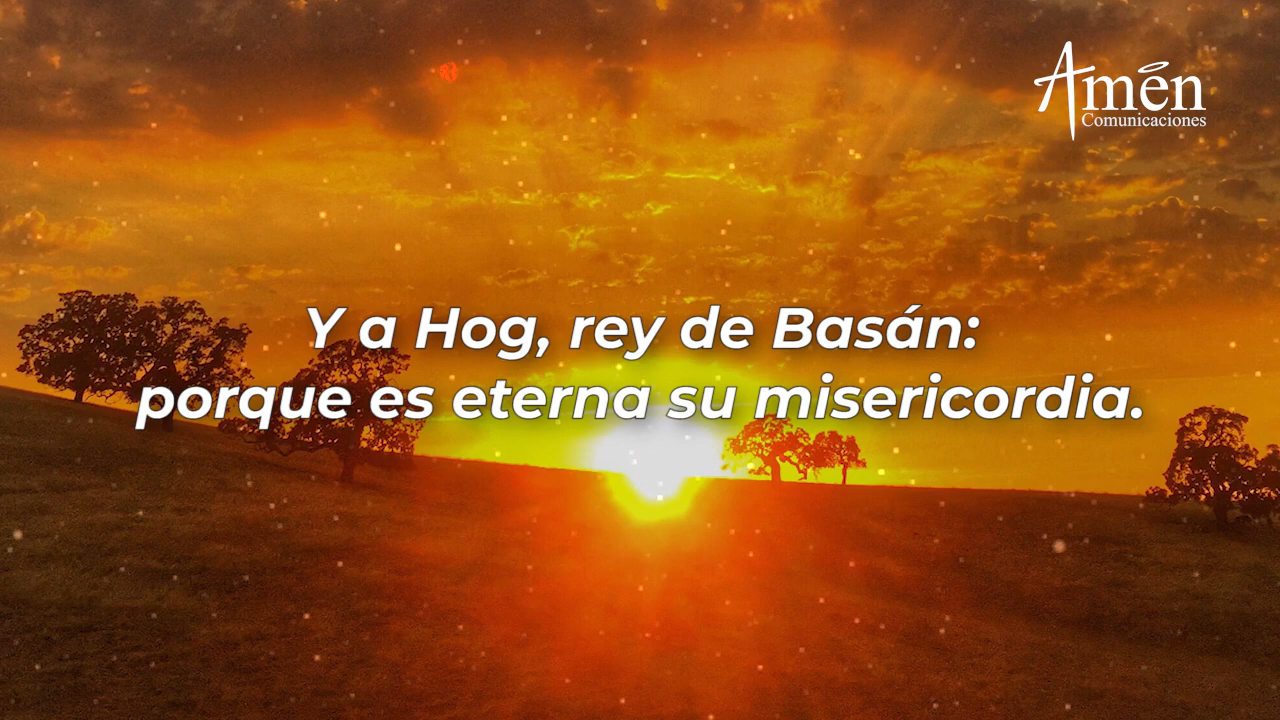 Amén
Comunicaciones
Y a Hog, rey de Basán:
porque es eterna su misericordia.